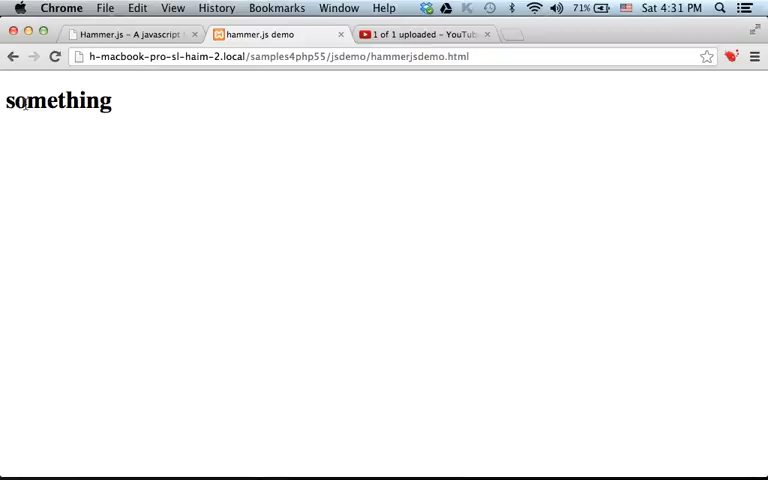 Chrome File Edit View History Bookmarks Window Help 71% Sat 4:31 PM
Hammer.js – A javascript hammer.js demo 1 of 1 uploaded – YouTub
h-macbook-pro-sl-haim-2.local/samples4php55/jsdemo/hammerjsdemo.html
something